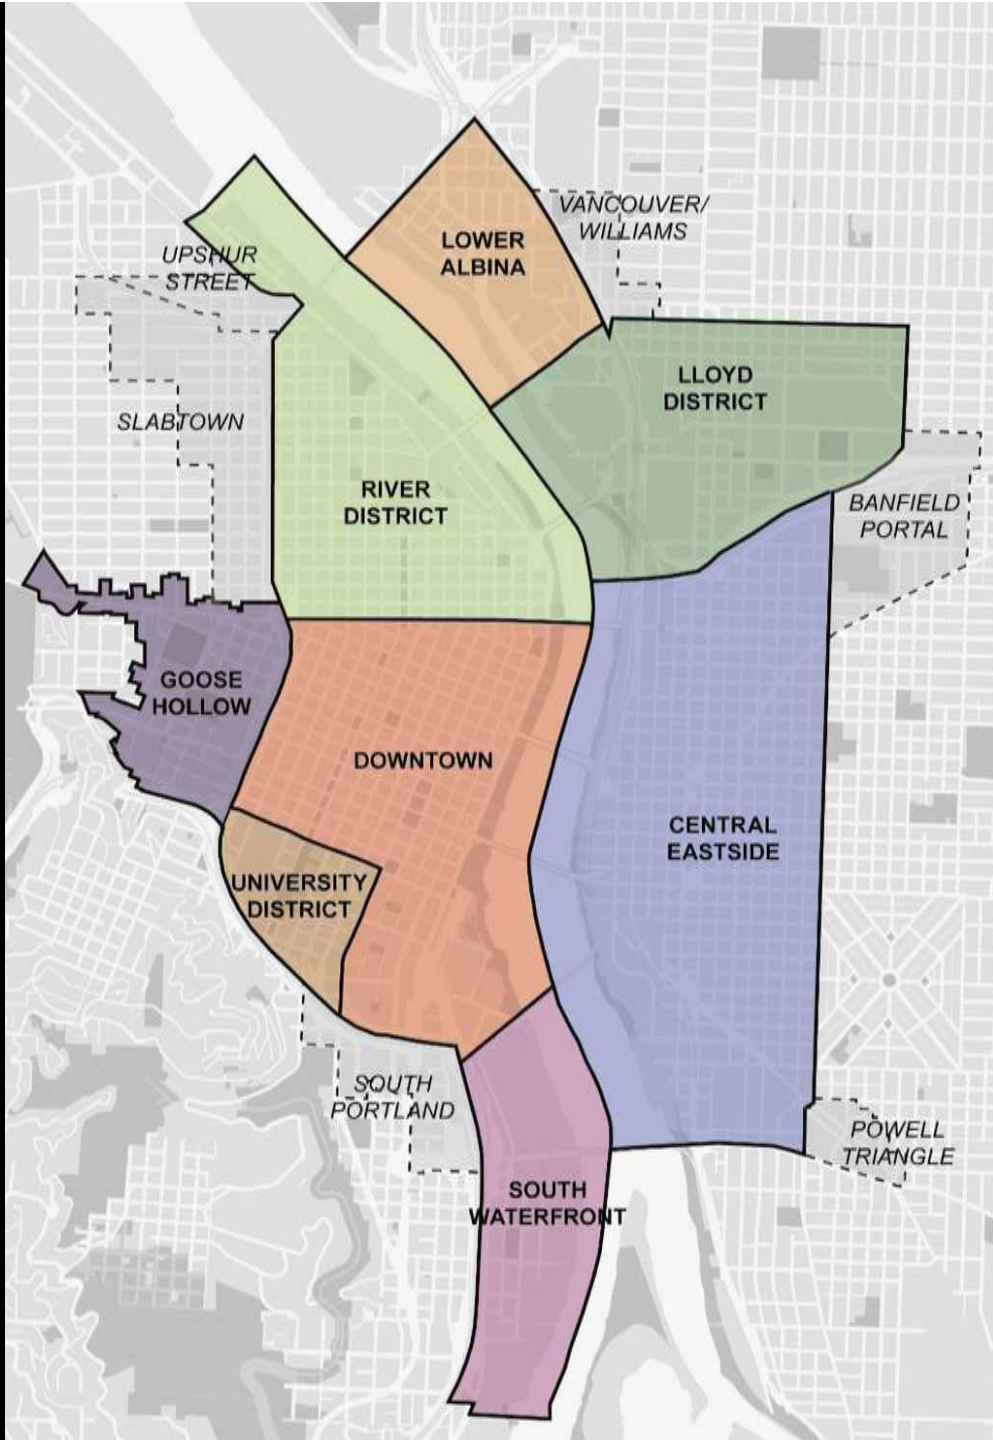 VANCOUVER/
WILLIAMS
LOWER
ALBINA
UPSHUR
STREET
LLOYD
DISTRICT
SLABTOWN
RIVER
DISTRICT
BANFIELD
PORTAL
GOOSE
HOLLOW
DOWNTOWN
CENTRAL
EASTSIDE
UNIVERSITY
DISTRICT
SOUTH
PORTLAND
POWELL
TRIANGLE
SOUTH
WATERFRONT